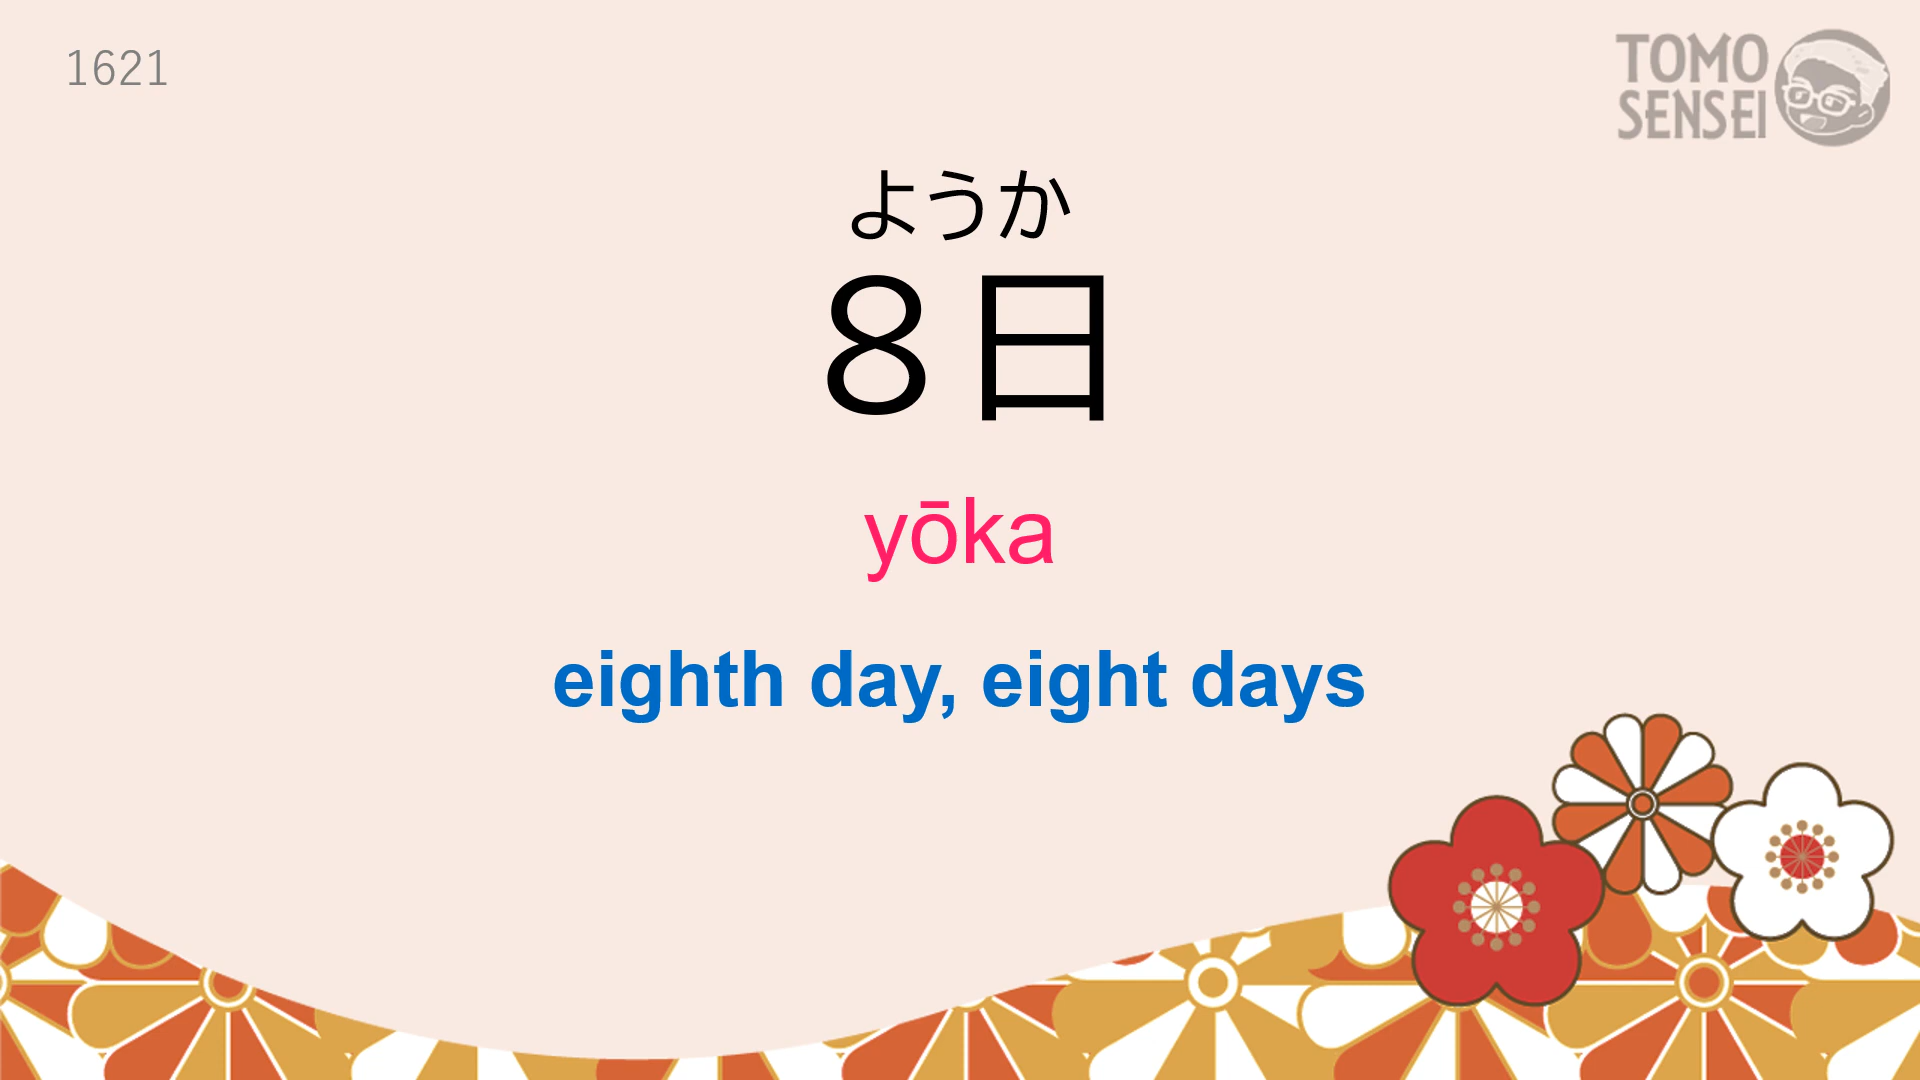 1621
TOMO
SENSEI
ようか
8日
yōka
eighth day, eight days